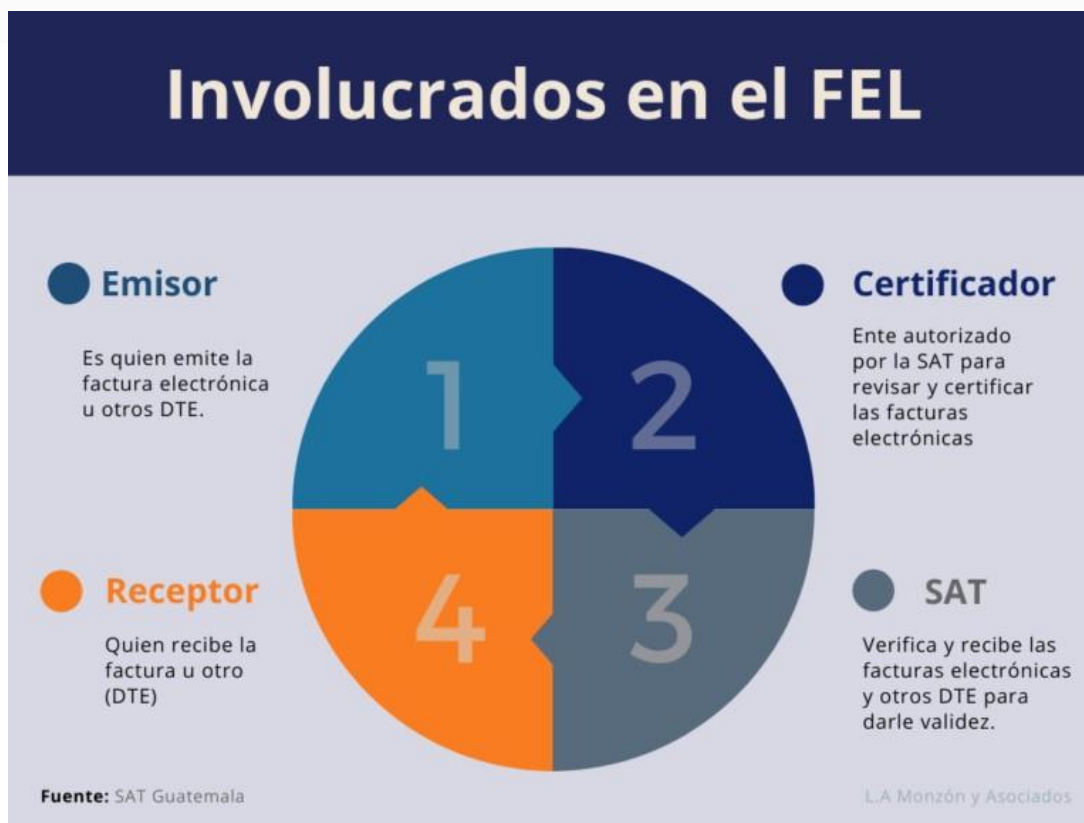 Involucrados en el FEL
Emisor
Es quien emite la
factura electrónica
u otros DTE.
Certificador
Ente autorizado
por la SAT para
revisar y certificar
las facturas
electrónicas
1
2
4
3
Receptor
Quien recibe la
factura u otro
(DTE)
SAT
Verifica y recibe las
facturas electrónicas
y otros DTE para
darle validez.
Fuente: SAT Guatemala
L.A Monzón y Asociados